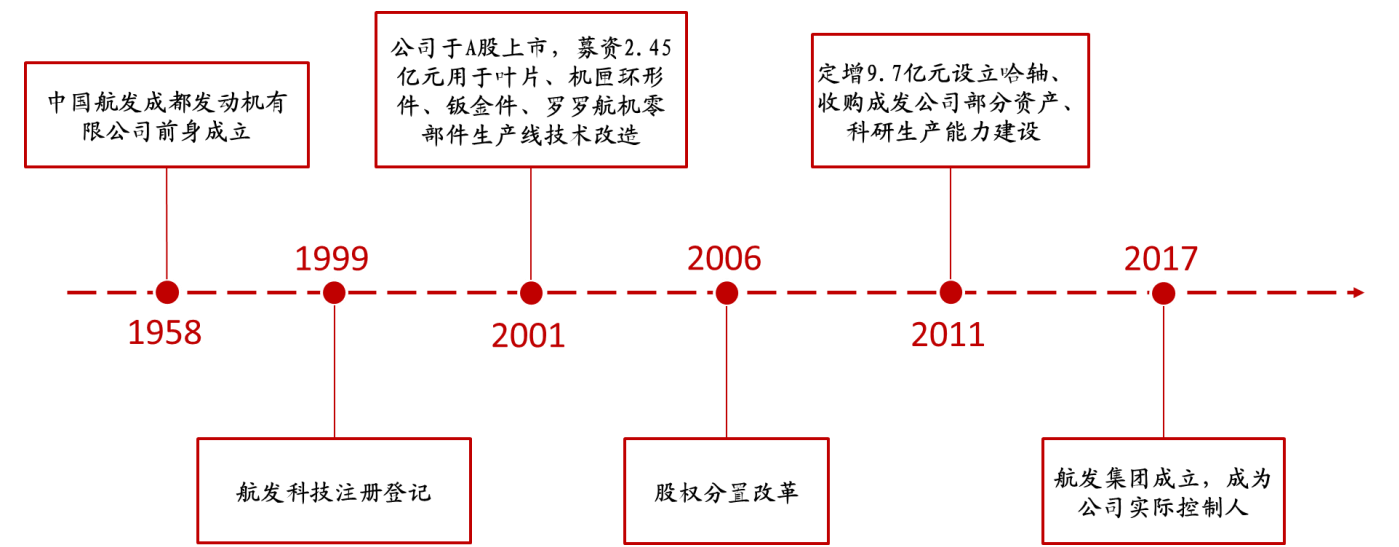 中国航发成都发动机有
限公司前身成立
1958
1999
航发科技注册登记
公司于A股上市，募资2.45
亿元用于叶片、机匣环形
件、钣金件、罗罗航机零
部件生产线技术改造
2001
2006
股权分置改革
定增9.7亿元设立哈轴、
收购成发公司部分资产、
科研生产能力建设
2011
2017
航发集团成立，成为
公司实际控制人